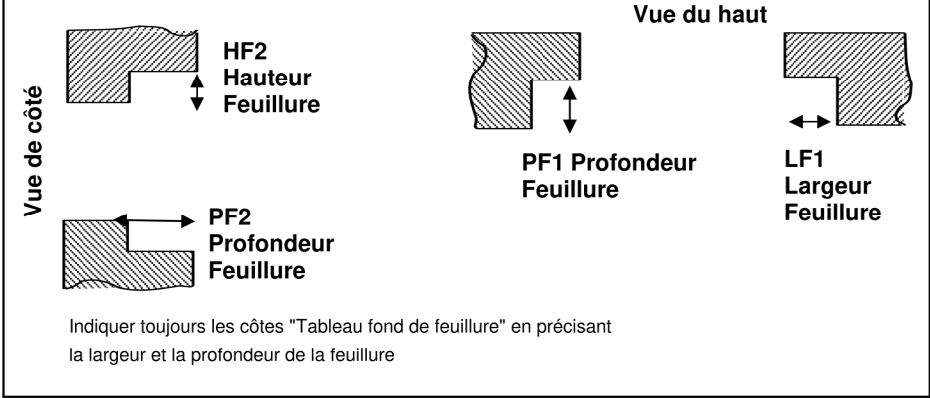 Vue du haut
Vue de côté
HF2
Hauteur
Feuillure
PF1 Profondeur
Feuillure
LF1
Largeur
Feuillure
PF2
Profondeur
Feuillure
Indiquer toujours les côtes "Tableau fond de feuillure" en précisant
la largeur et la profondeur de la feuillure